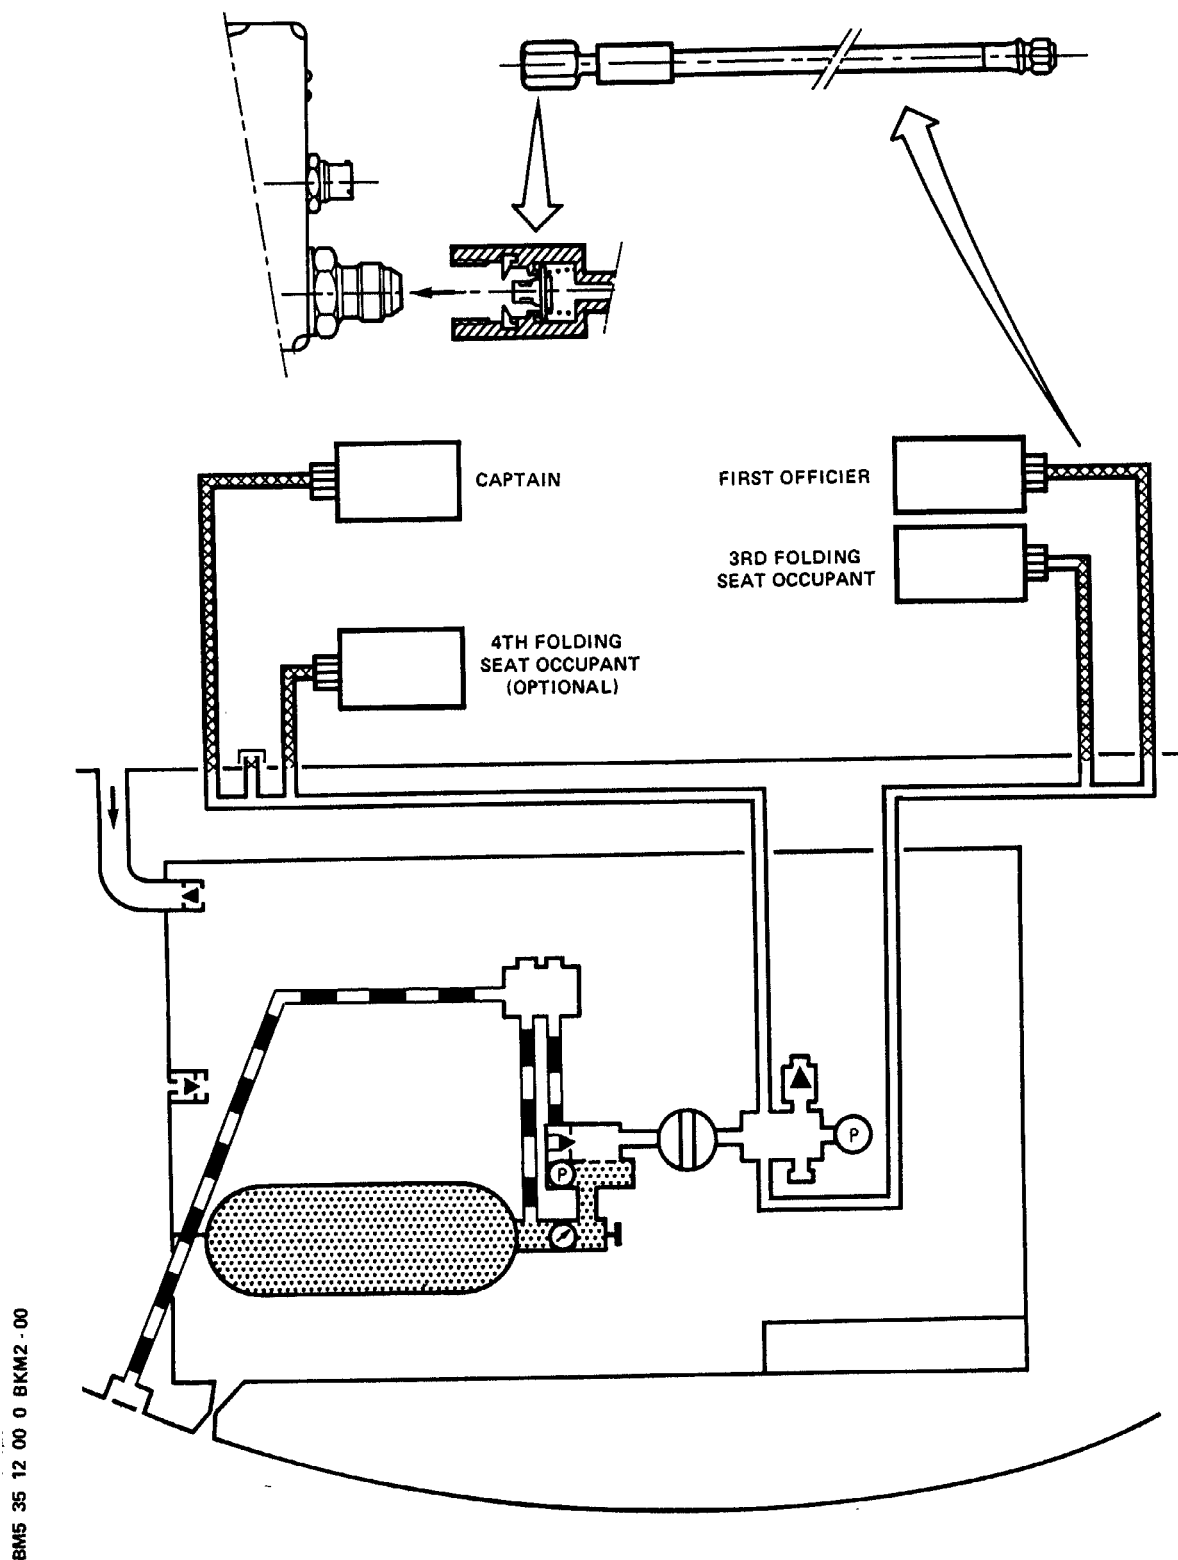 CAPTAIN
FIRST OFFICIER
3RD FOLDING
SEAT OCCUPANT
4TH FOLDING
SEAT OCCUPANT
(OPTIONAL)
P
P
BM5 35 12 00 0 BKM2 - 00